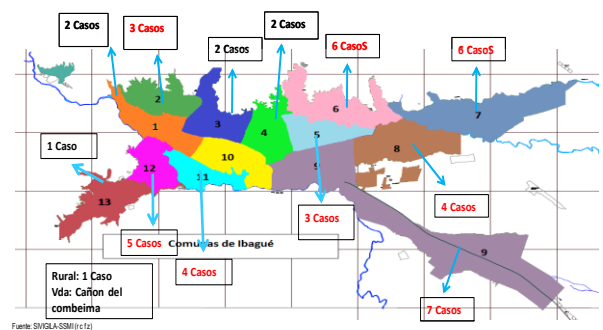 2 Casos
3 Casos
2 Casos
2 Casos
6 CasoS
6 CasoS
2
1
3
4
5
6
7
8
9
10
11
12
13
9
1 Caso
3 Casos
4 Casos
5 Casos
4 Casos
7 Casos
Comunas de Ibagué
Rural: 1 Caso
Vda: Cañon del
combeima
Fuente: SIVIGILA-SSMI (r c f z)